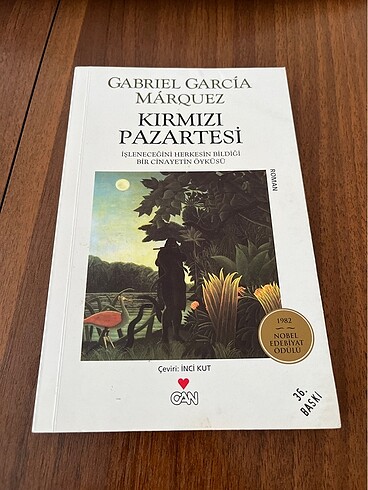 GABRIEL GARCÍA
MÁRQUEZ
KIRMIZI
PAZARTESİ
İŞLENECEĞİNİ HERKESİN BİLDİĞİ
BİR CİNAYETİN ÖYKÜSÜ
ROMAN
1982
NOBEL
EDEBİYAT
ÖDÜLÜ
Çeviri: İNCİ KUT
CAN
36.
BASKI